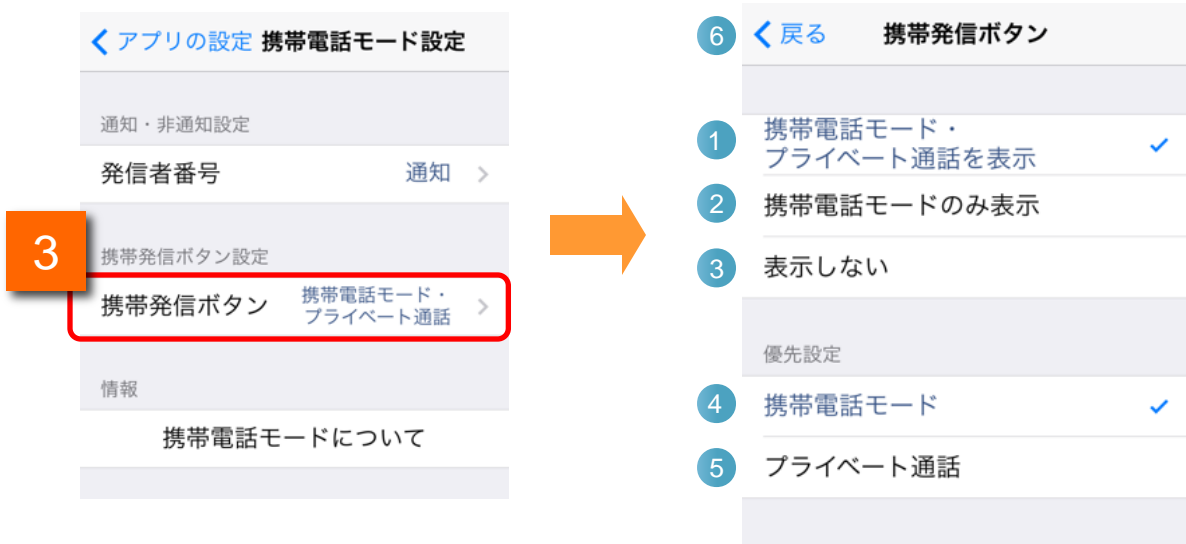 アプリの設定 携帯電話モード設定
通知・非通知設定
発信者番号 通知
3
携帯発信ボタン設定
携帯発信ボタン 携帯電話モード・
プライベート通話
情報
携帯電話モードについて
6 戻る 携帯発信ボタン
1 携帯電話モード・
プライベート通話を表示
2 携帯電話モードのみ表示
3 表示しない
優先設定
4 携帯電話モード
5 プライベート通話